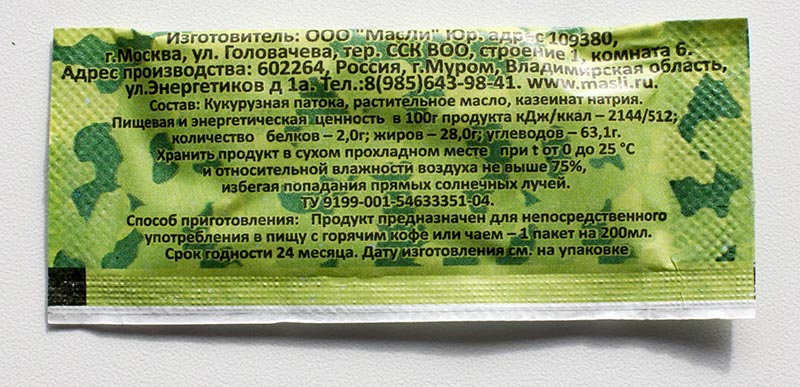 Изготовитель: ООО "МасЛи" Юр. адрес 109380,
г.Москва, ул. Головачева, тер. ССК ВОО, строение 1, комната 6.
Адрес производства: 602264, Россия, г.Муром, Владимирская область,
ул.Энергетиков д 1а. Тел.:8(985)643-98-41. www.masli.ru.
Состав: Кукурузная патока, растительное масло, казеинат натрия.
Пищевая и энергетическая ценность в 100г продукта кДж/ккал – 2144/512;
количество белков – 2,0г; жиров – 28,0г; углеводов – 63,1г.
Хранить продукт в сухом прохладном месте при t от 0 до 25 °С
и относительной влажности воздуха не выше 75%,
избегая попадания прямых солнечных лучей.
ТУ 9199-001-54633351-04.
Способ приготовления: Продукт предназначен для непосредственного
употребления в пищу с горячим кофе или чаем – 1 пакет на 200мл.
Срок годности 24 месяца. Дату изготовления см. на упаковке